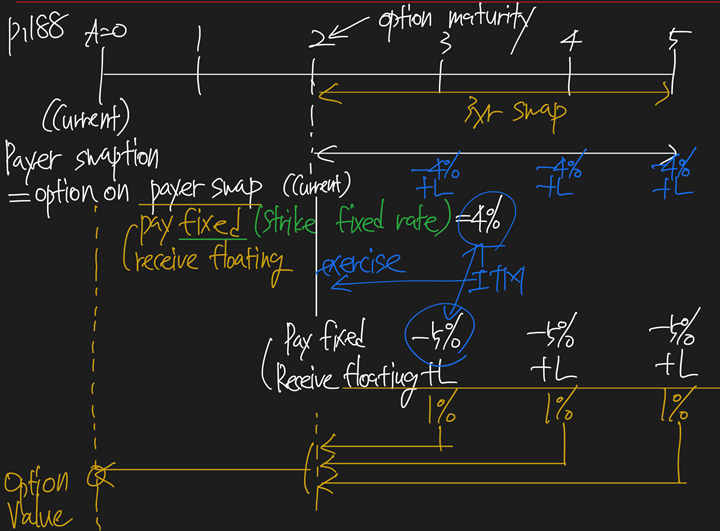 p.188 A=0 1 2 ← option maturity
3 4 5
3yr swap
(Current)
Payer swaption
= option on payer swap (Current)
-4% -4% -4%
+L +L +L
pay fixed (strike fixed rate) = 4%
receive floating
exercise
ITM
Pay fixed -5% -5% -5%
Receive floating +L +L +L
1% 1% 1%
Option
Value